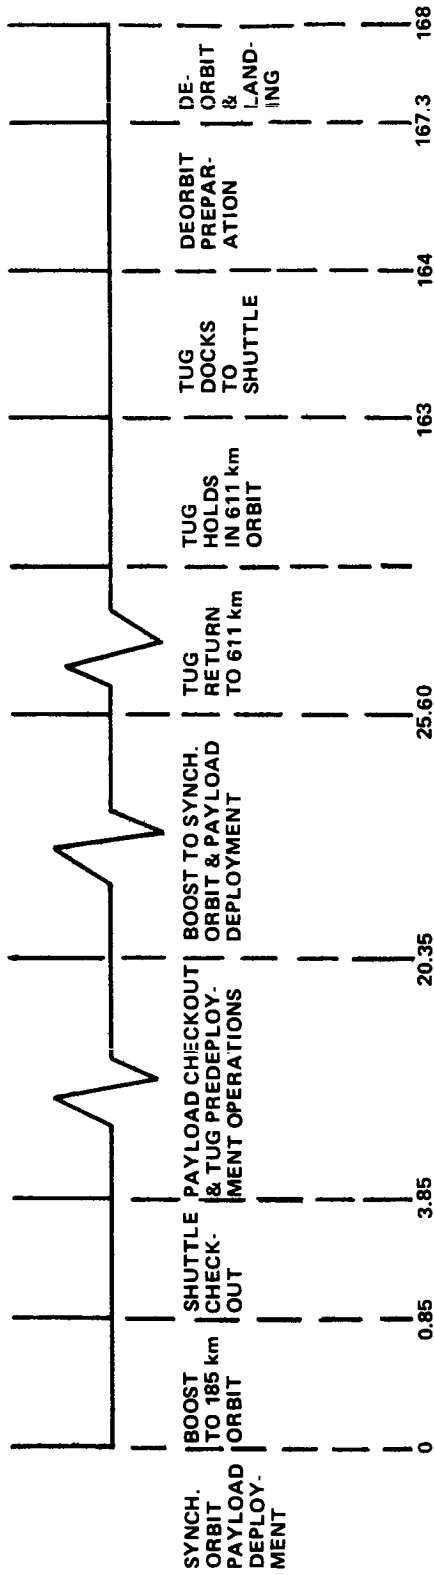 SYNCH.
ORBIT
PAYLOAD
DEPLOY-
MENT
BOOST
TO 185 km
ORBIT
SHUTTLE
CHECK-
OUT
PAYLOAD CHECKOUT
& TUG PREDEPLOY-
MENT OPERATIONS
BOOST TO SYNCH.
ORBIT & PAYLOAD
DEPLOYMENT
TUG
RETURN
TO 611 km
TUG
HOLDS
IN 611 km
ORBIT
TUG
DOCKS
TO
SHUTTLE
DEORBIT
PREPAR-
ATION
DE-
ORBIT
&
LAND-
ING
0
0.85
3.85
20.35
25.60
163
164
167.3
168